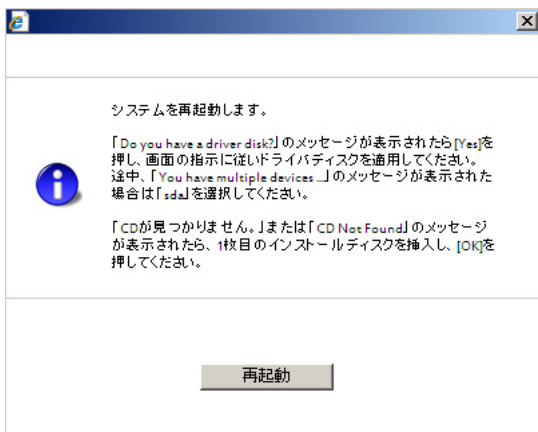 システムを再起動します。
「Do you have a driver disk?」のメッセージが表示されたら[Yes]を
押し、画面の指示に従いドライバディスクを適用してください。
途中、「You have multiple devices ...」のメッセージが表示された
場合は「sda」を選択してください。
「CDが見つかりません。」または「CD Not Found」のメッセージ
が表示されたら、1枚目のインストールディスクを挿入し、[OK]を
押してください。
再起動